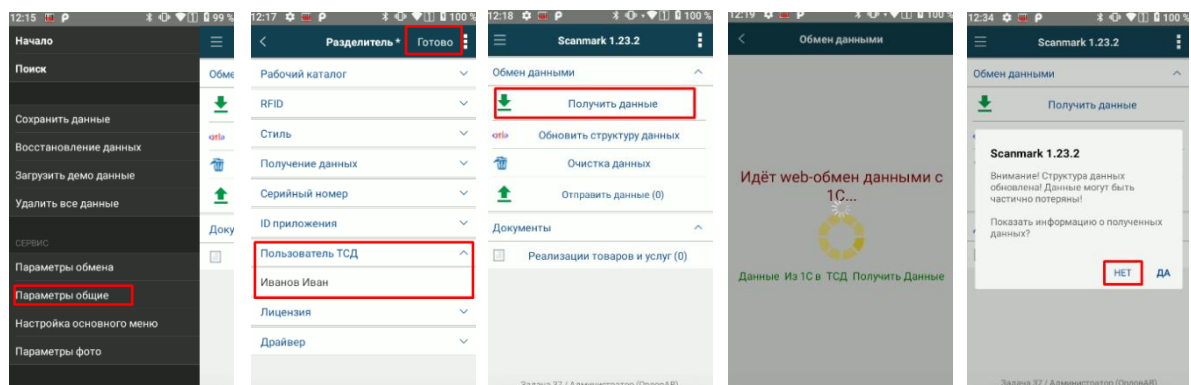 12:15 P 99 %
Начало
Поиск
Обме
Сохранить данные
Восстановление данных
Загрузить демо данные
Удалить все данные
Доку
СЕРВИС
Параметры обмена
Параметры общие
Настройка основного меню
Параметры фото
12:17 P 100 %
Разделитель * Готово
Рабочий каталог
RFID
Стиль
Получение данных
Серийный номер
ID приложения
Пользователь ТСД
Иванов Иван
Лицензия
Драйвер
12:18 P 100 %
Scanmark 1.23.2
Обмен данными
Получить данные
Обновить структуру данных
Очистка данных
Отправить данные (0)
Документы
Реализации товаров и услуг (0)
12:19 P 100 %
Обмен данными
Идёт web-обмен данными с
1С...
Данные Из 1С в ТСД Получить Данные
12:34 P 100 %
Scanmark 1.23.2
Обмен данными
Получить данные
Scanmark 1.23.2
Внимание! Структура данных
обновлена! Данные могут быть
частично потеряны!
Показать информацию о полученных
данных?
НЕТ ДА